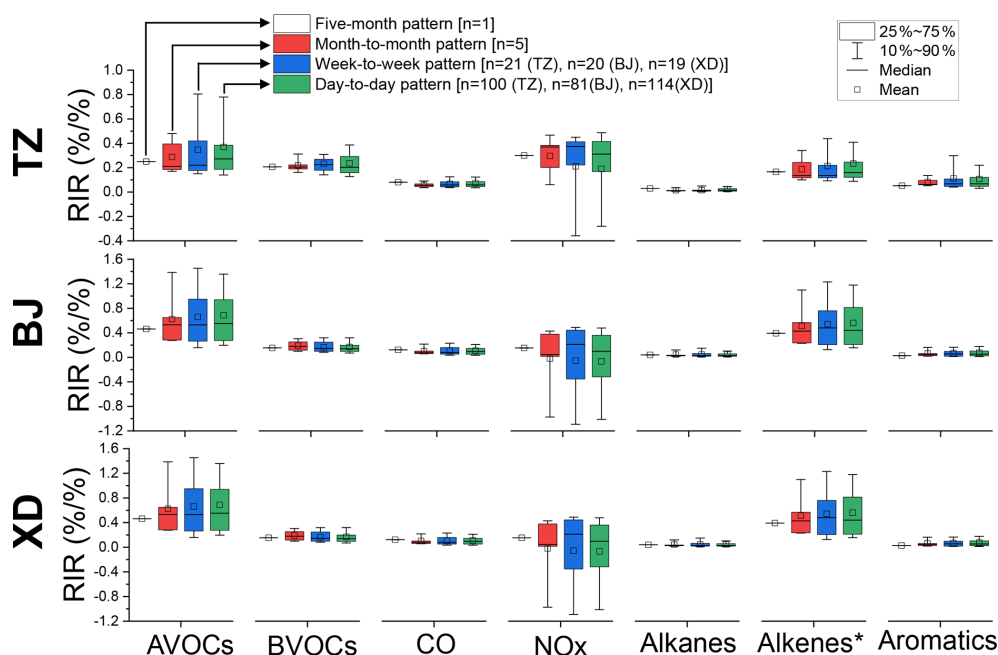 Five-month pattern [n=1]
Month-to-month pattern [n=5]
Week-to-week pattern [n=21 (TZ), n=20 (BJ), n=19 (XD)]
Day-to-day pattern [n=100 (TZ), n=81(BJ), n=114(XD)]
25%~75%
10%~90%
Median
Mean
TZ
RIR (%/%)
1.0
0.8
0.6
0.4
0.2
0.0
-0.2
-0.4
BJ
RIR (%/%)
1.6
1.2
0.8
0.4
0.0
-0.4
-0.8
-1.2
XD
RIR (%/%)
1.6
1.2
0.8
0.4
0.0
-0.4
-0.8
-1.2
AVOCs BVOCs CO NOx Alkanes Alkenes* Aromatics